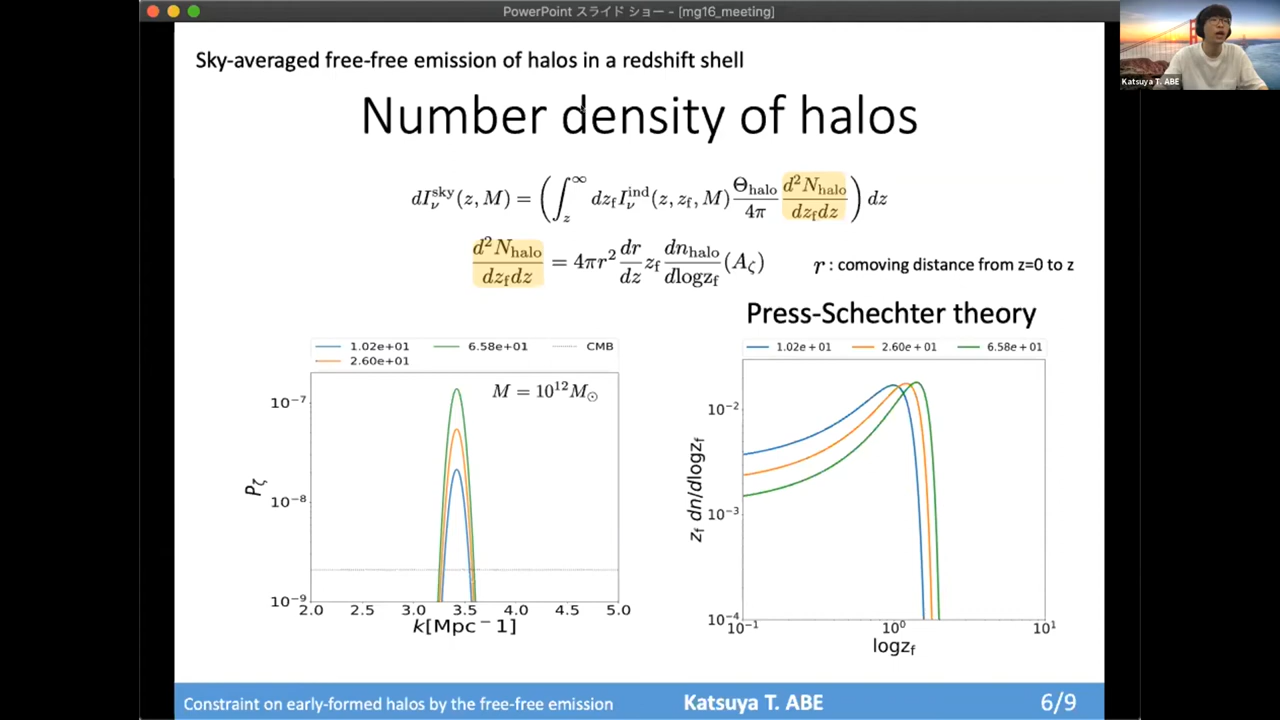 PowerPoint スライド ショー - [mg16_meeting]
Katsuya T. ABE
Sky-averaged free-free emission of halos in a redshift shell
Number density of halos
dI_ν^sky(z, M) = (∫_z^∞ dz_f I_ν^ind(z, z_f, M) Θ_halo/4π d²N_halo/dz_f dz) dz
d²N_halo/dz_f dz = 4πr² dr/dz z_f dn_halo/dlogz_f (A_ζ)
r : comoving distance from z=0 to z
Press-Schechter theory
1.02e+01 6.58e+01 CMB
2.60e+01
M = 10¹² M_⊙
10⁻⁷
10⁻⁸
10⁻⁹
P_ζ
2.0 2.5 3.0 3.5 4.0 4.5 5.0
k[Mpc⁻1]
1.02e + 01 2.60e + 01 6.58e + 01
10⁻²
10⁻³
10⁻⁴
z_f dn/dlogz_f
10⁻¹ 10⁰ 10¹
logz_f
Constraint on early-formed halos by the free-free emission
Katsuya T. ABE
6/9